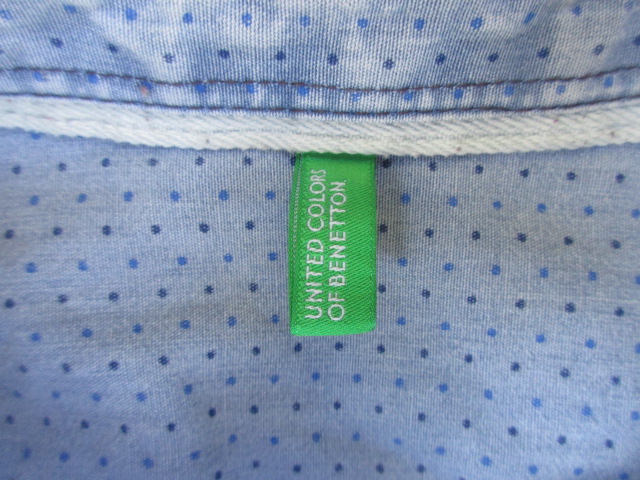 UNITED COLORS
OF BENETTON.